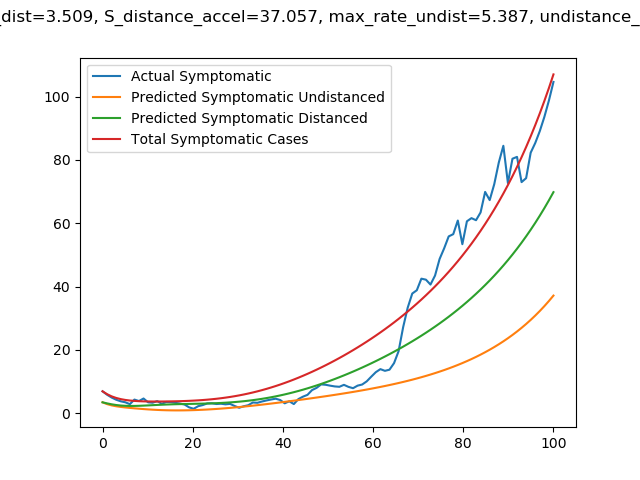 _dist=3.509, S_distance_accel=37.057, max_rate_undist=5.387, undistance_
Actual Symptomatic
Predicted Symptomatic Undistanced
Predicted Symptomatic Distanced
Total Symptomatic Cases
100
80
60
40
20
0
0 20 40 60 80 100